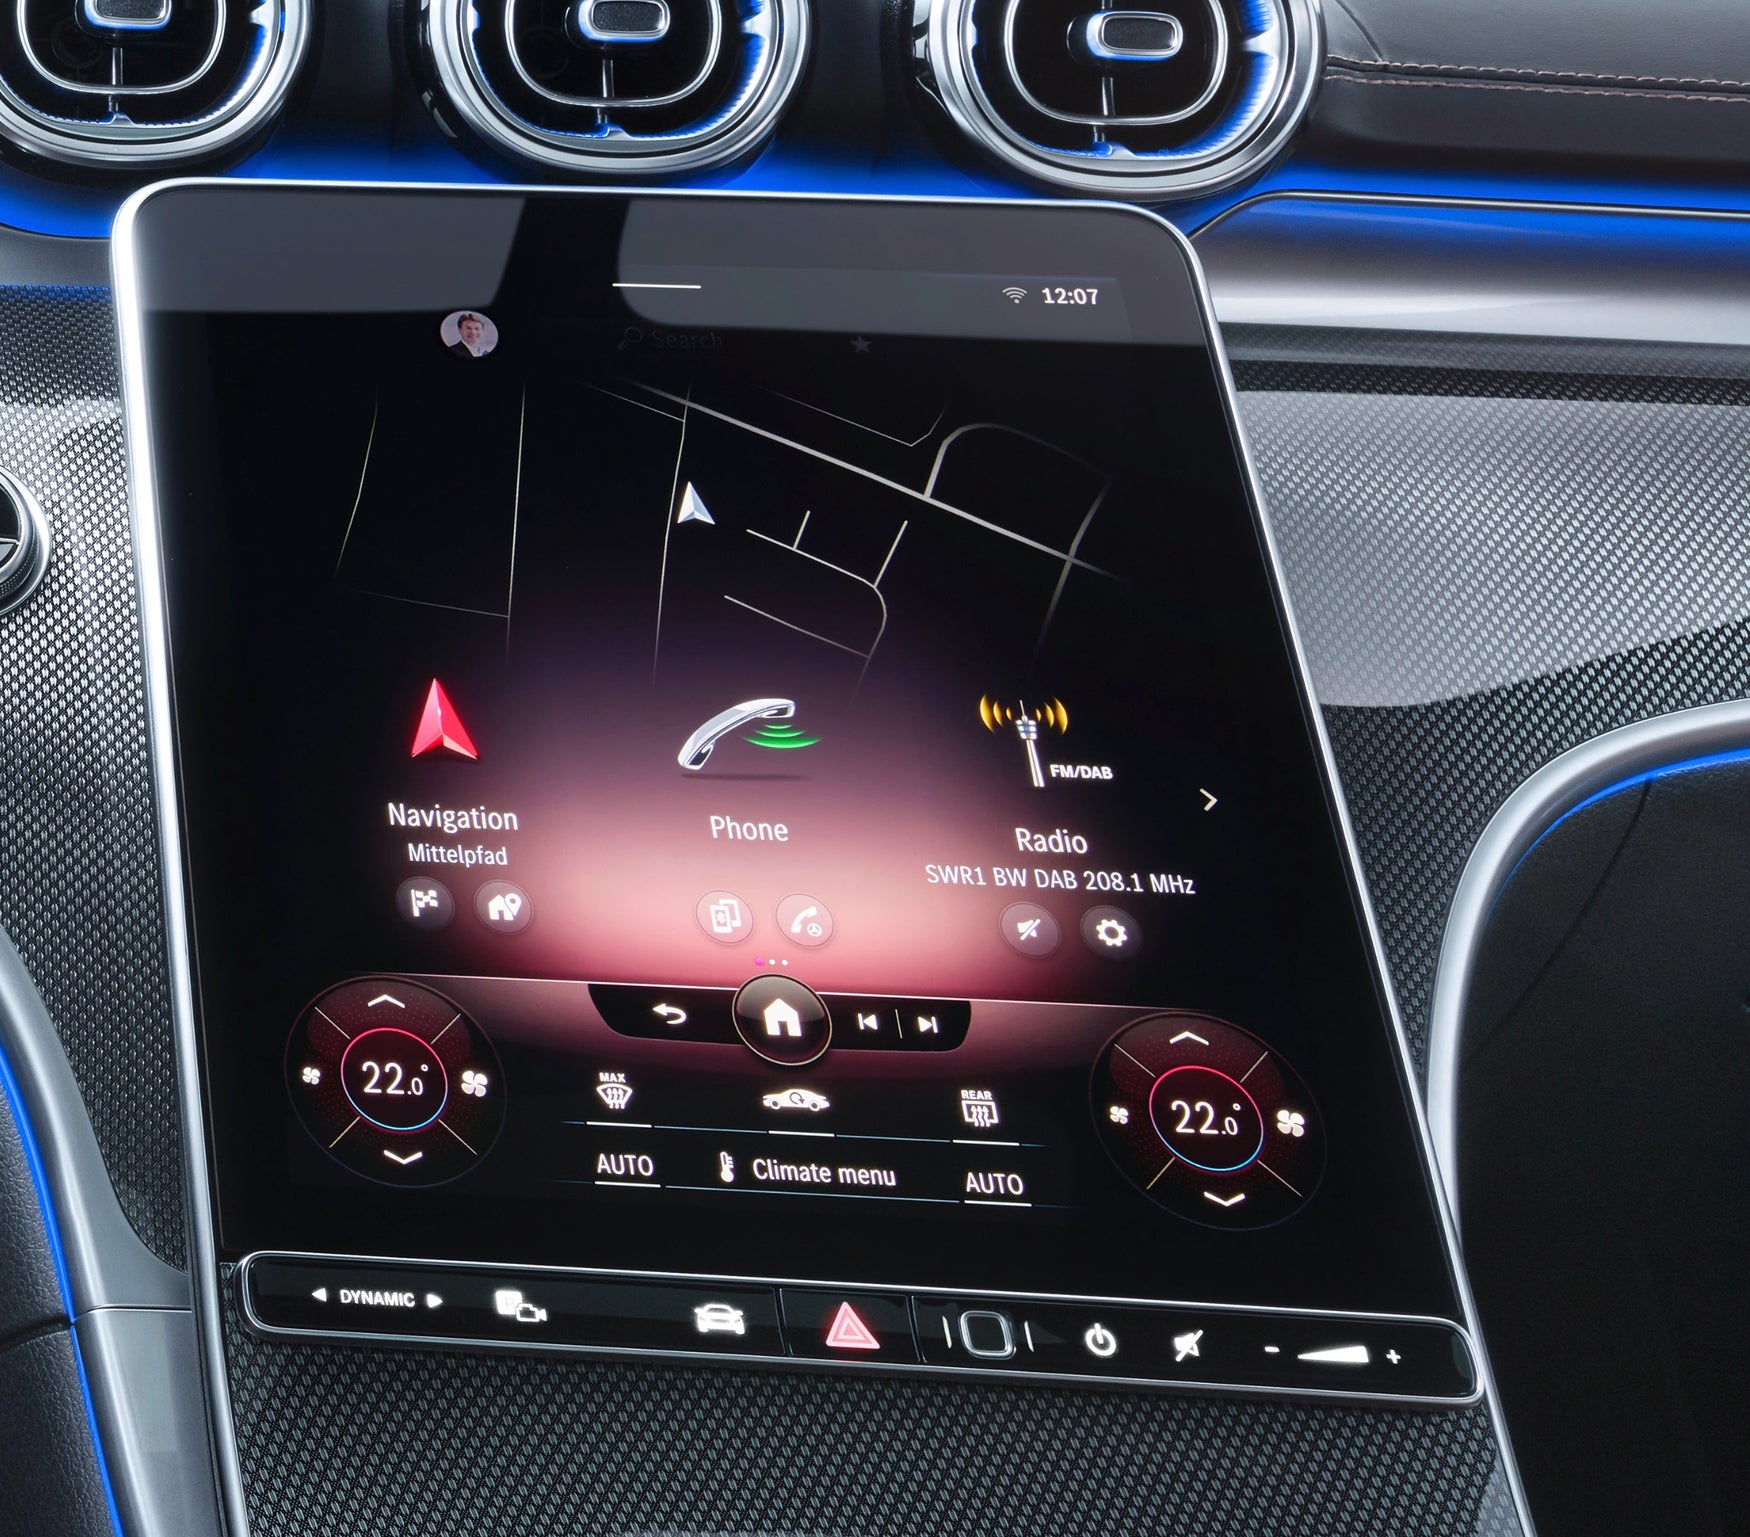 12:07
Search
FM/DAB
Navigation
Mittelpfad
Phone
Radio
SWR1 BW DAB 208.1 MHz
22.0°
22.0°
MAX
REAR
AUTO
Climate menu
AUTO
DYNAMIC
- +